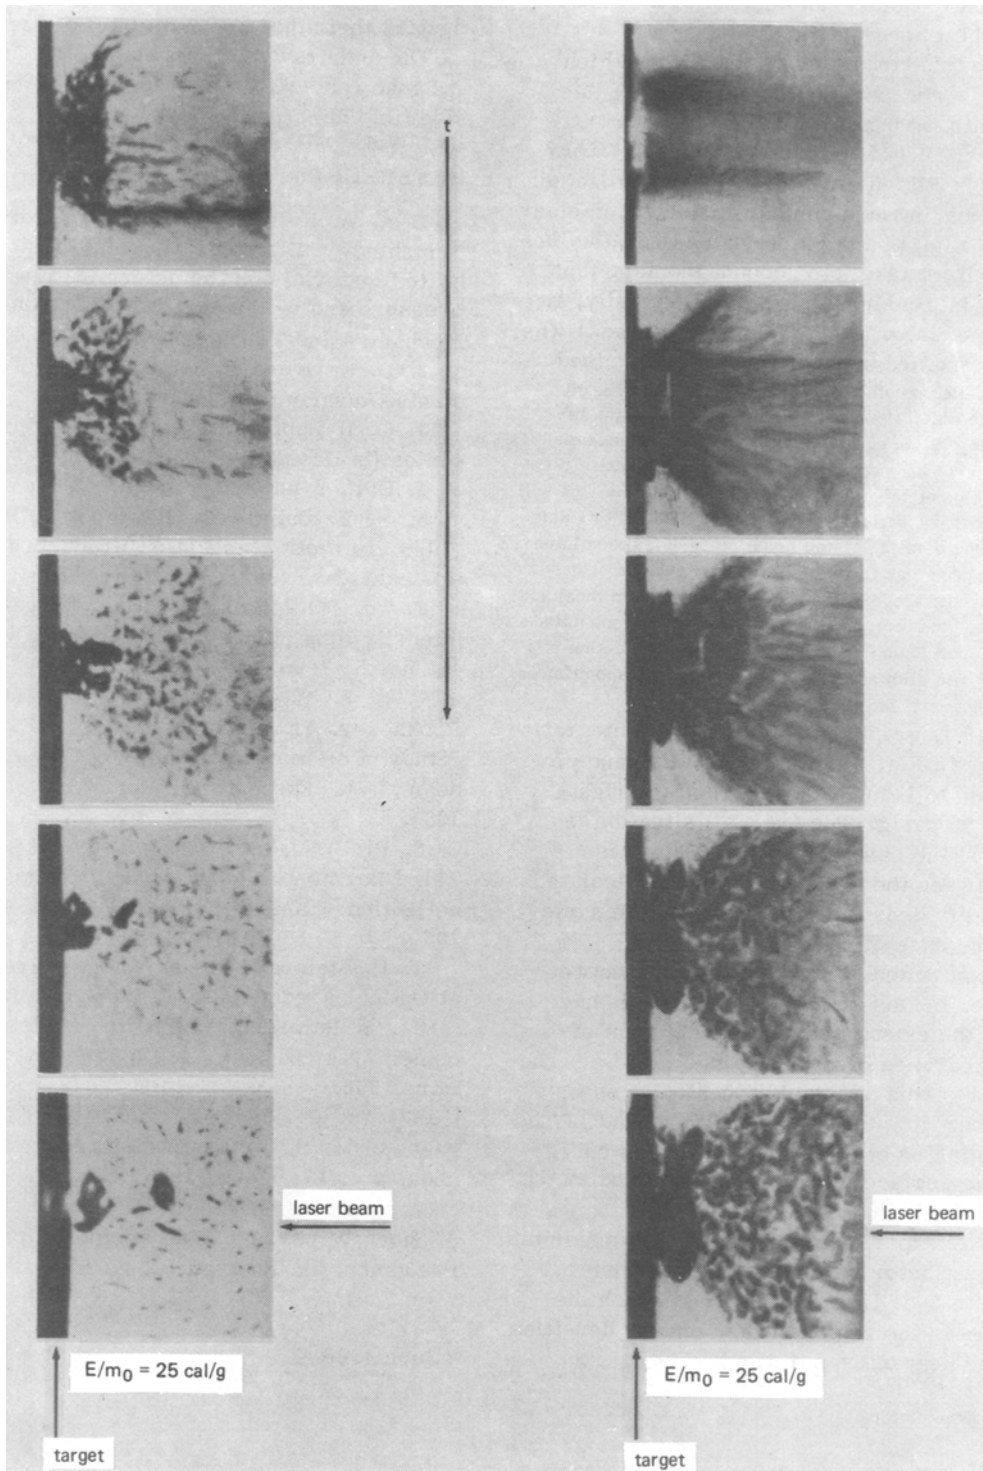 t
laser beam
laser beam
E/m₀ = 25 cal/g
E/m₀ = 25 cal/g
target
target